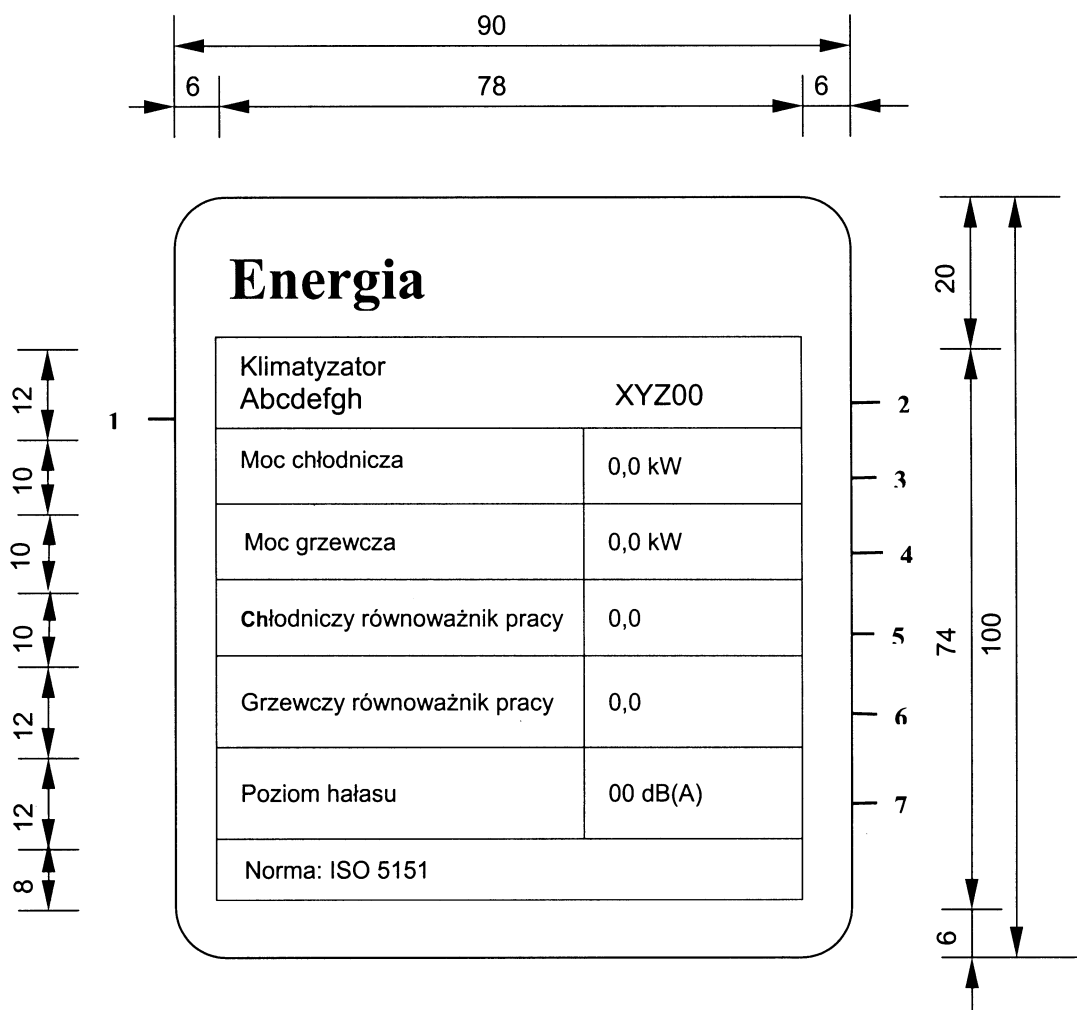 90
6 78 6
Energia
20
Klimatyzator
Abcdefgh XYZ00
12
1
2
Moc chłodnicza 0,0 kW
10
3
Moc grzewcza 0,0 kW
10
4
Chłodniczy równoważnik pracy 0,0
10
5
74
100
Grzewczy równoważnik pracy 0,0
12
6
Poziom hałasu 00 dB(A)
12
7
Norma: ISO 5151
8
6